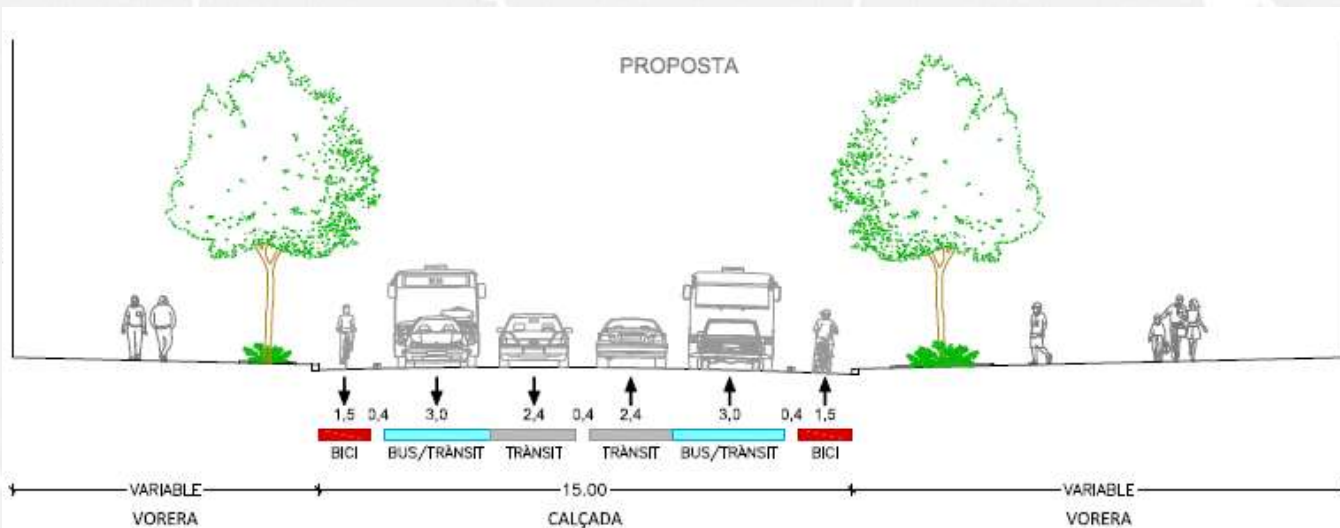 PROPOSTA
1,5 0,4 3,0 2,4 0,4 2,4 3,0 0,4 1,5
BICI BUS/TRÀNSIT TRÀNSIT TRÀNSIT BUS/TRÀNSIT BICI
VARIABLE 15.00 VARIABLE
VORERA CALÇADA VORERA